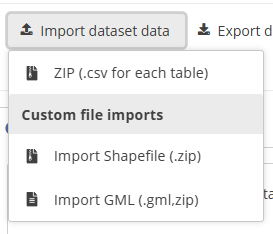 Import dataset data Export d
ZIP (.csv for each table)
Custom file imports
Import Shapefile (.zip)
Import GML (.gml,zip)